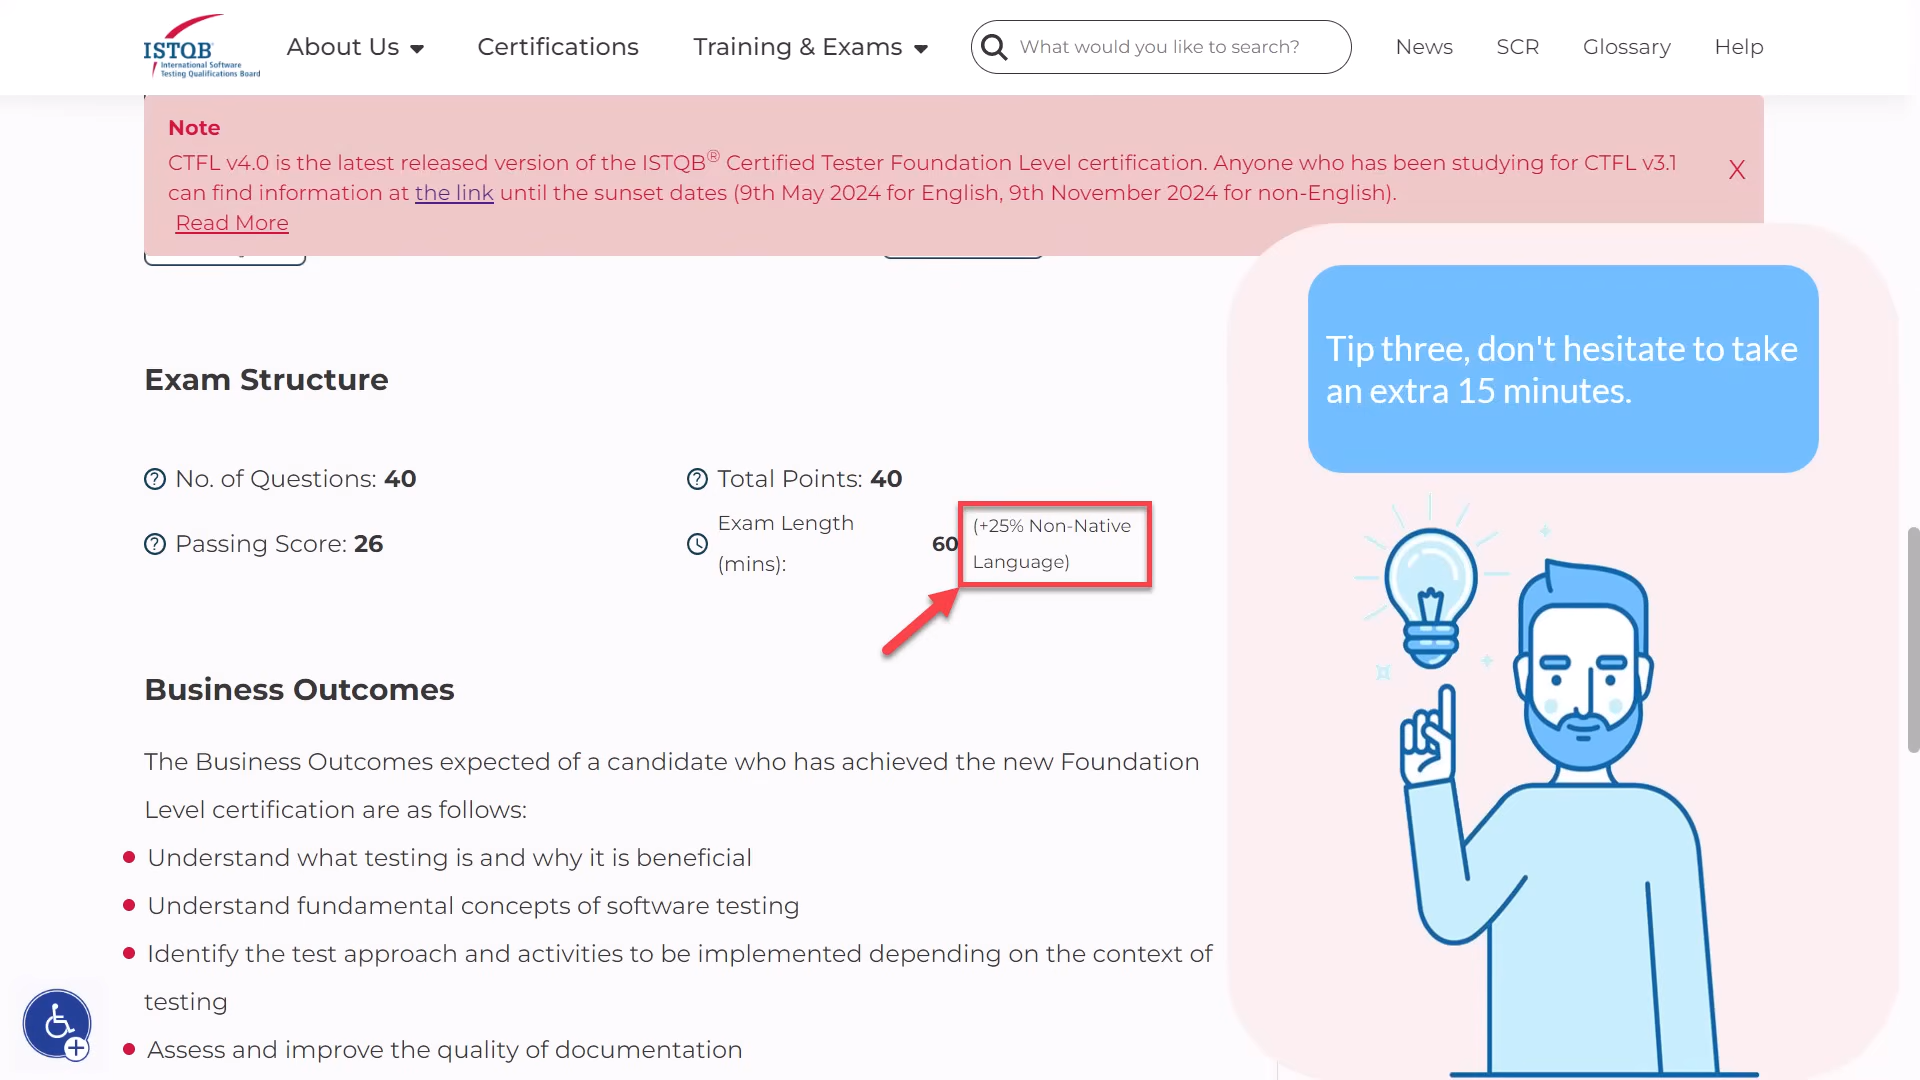 ISTQB
International Software
Testing Qualifications Board
About Us
Certifications
Training & Exams
What would you like to search?
News
SCR
Glossary
Help
Note
CTFL v4.0 is the latest released version of the ISTQB® Certified Tester Foundation Level certification. Anyone who has been studying for CTFL v3.1
can find information at the link until the sunset dates (9th May 2024 for English, 9th November 2024 for non-English).
Read More
X
Tip three, don't hesitate to take
an extra 15 minutes.
Exam Structure
No. of Questions: 40
Total Points: 40
Passing Score: 26
Exam Length
(mins):
60
(+25% Non-Native
Language)
Business Outcomes
The Business Outcomes expected of a candidate who has achieved the new Foundation
Level certification are as follows:
Understand what testing is and why it is beneficial
Understand fundamental concepts of software testing
Identify the test approach and activities to be implemented depending on the context of
testing
Assess and improve the quality of documentation